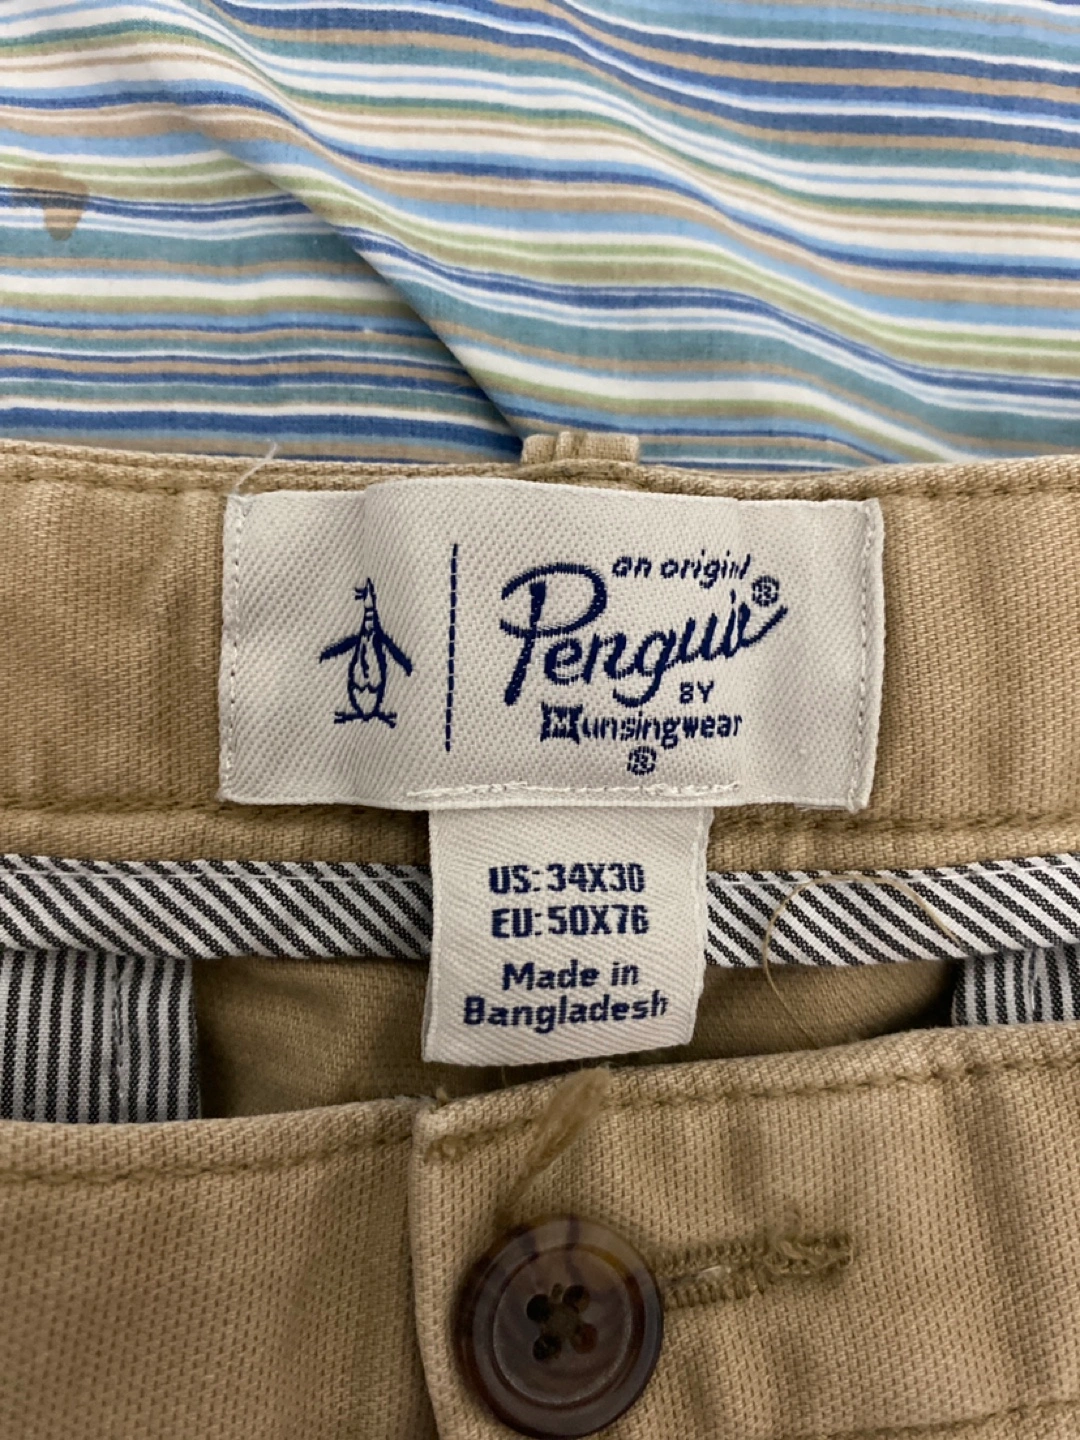 an original
Penguin®
BY
Munsingwear
®
US: 34X30
EU: 50X76
Made in
Bangladesh